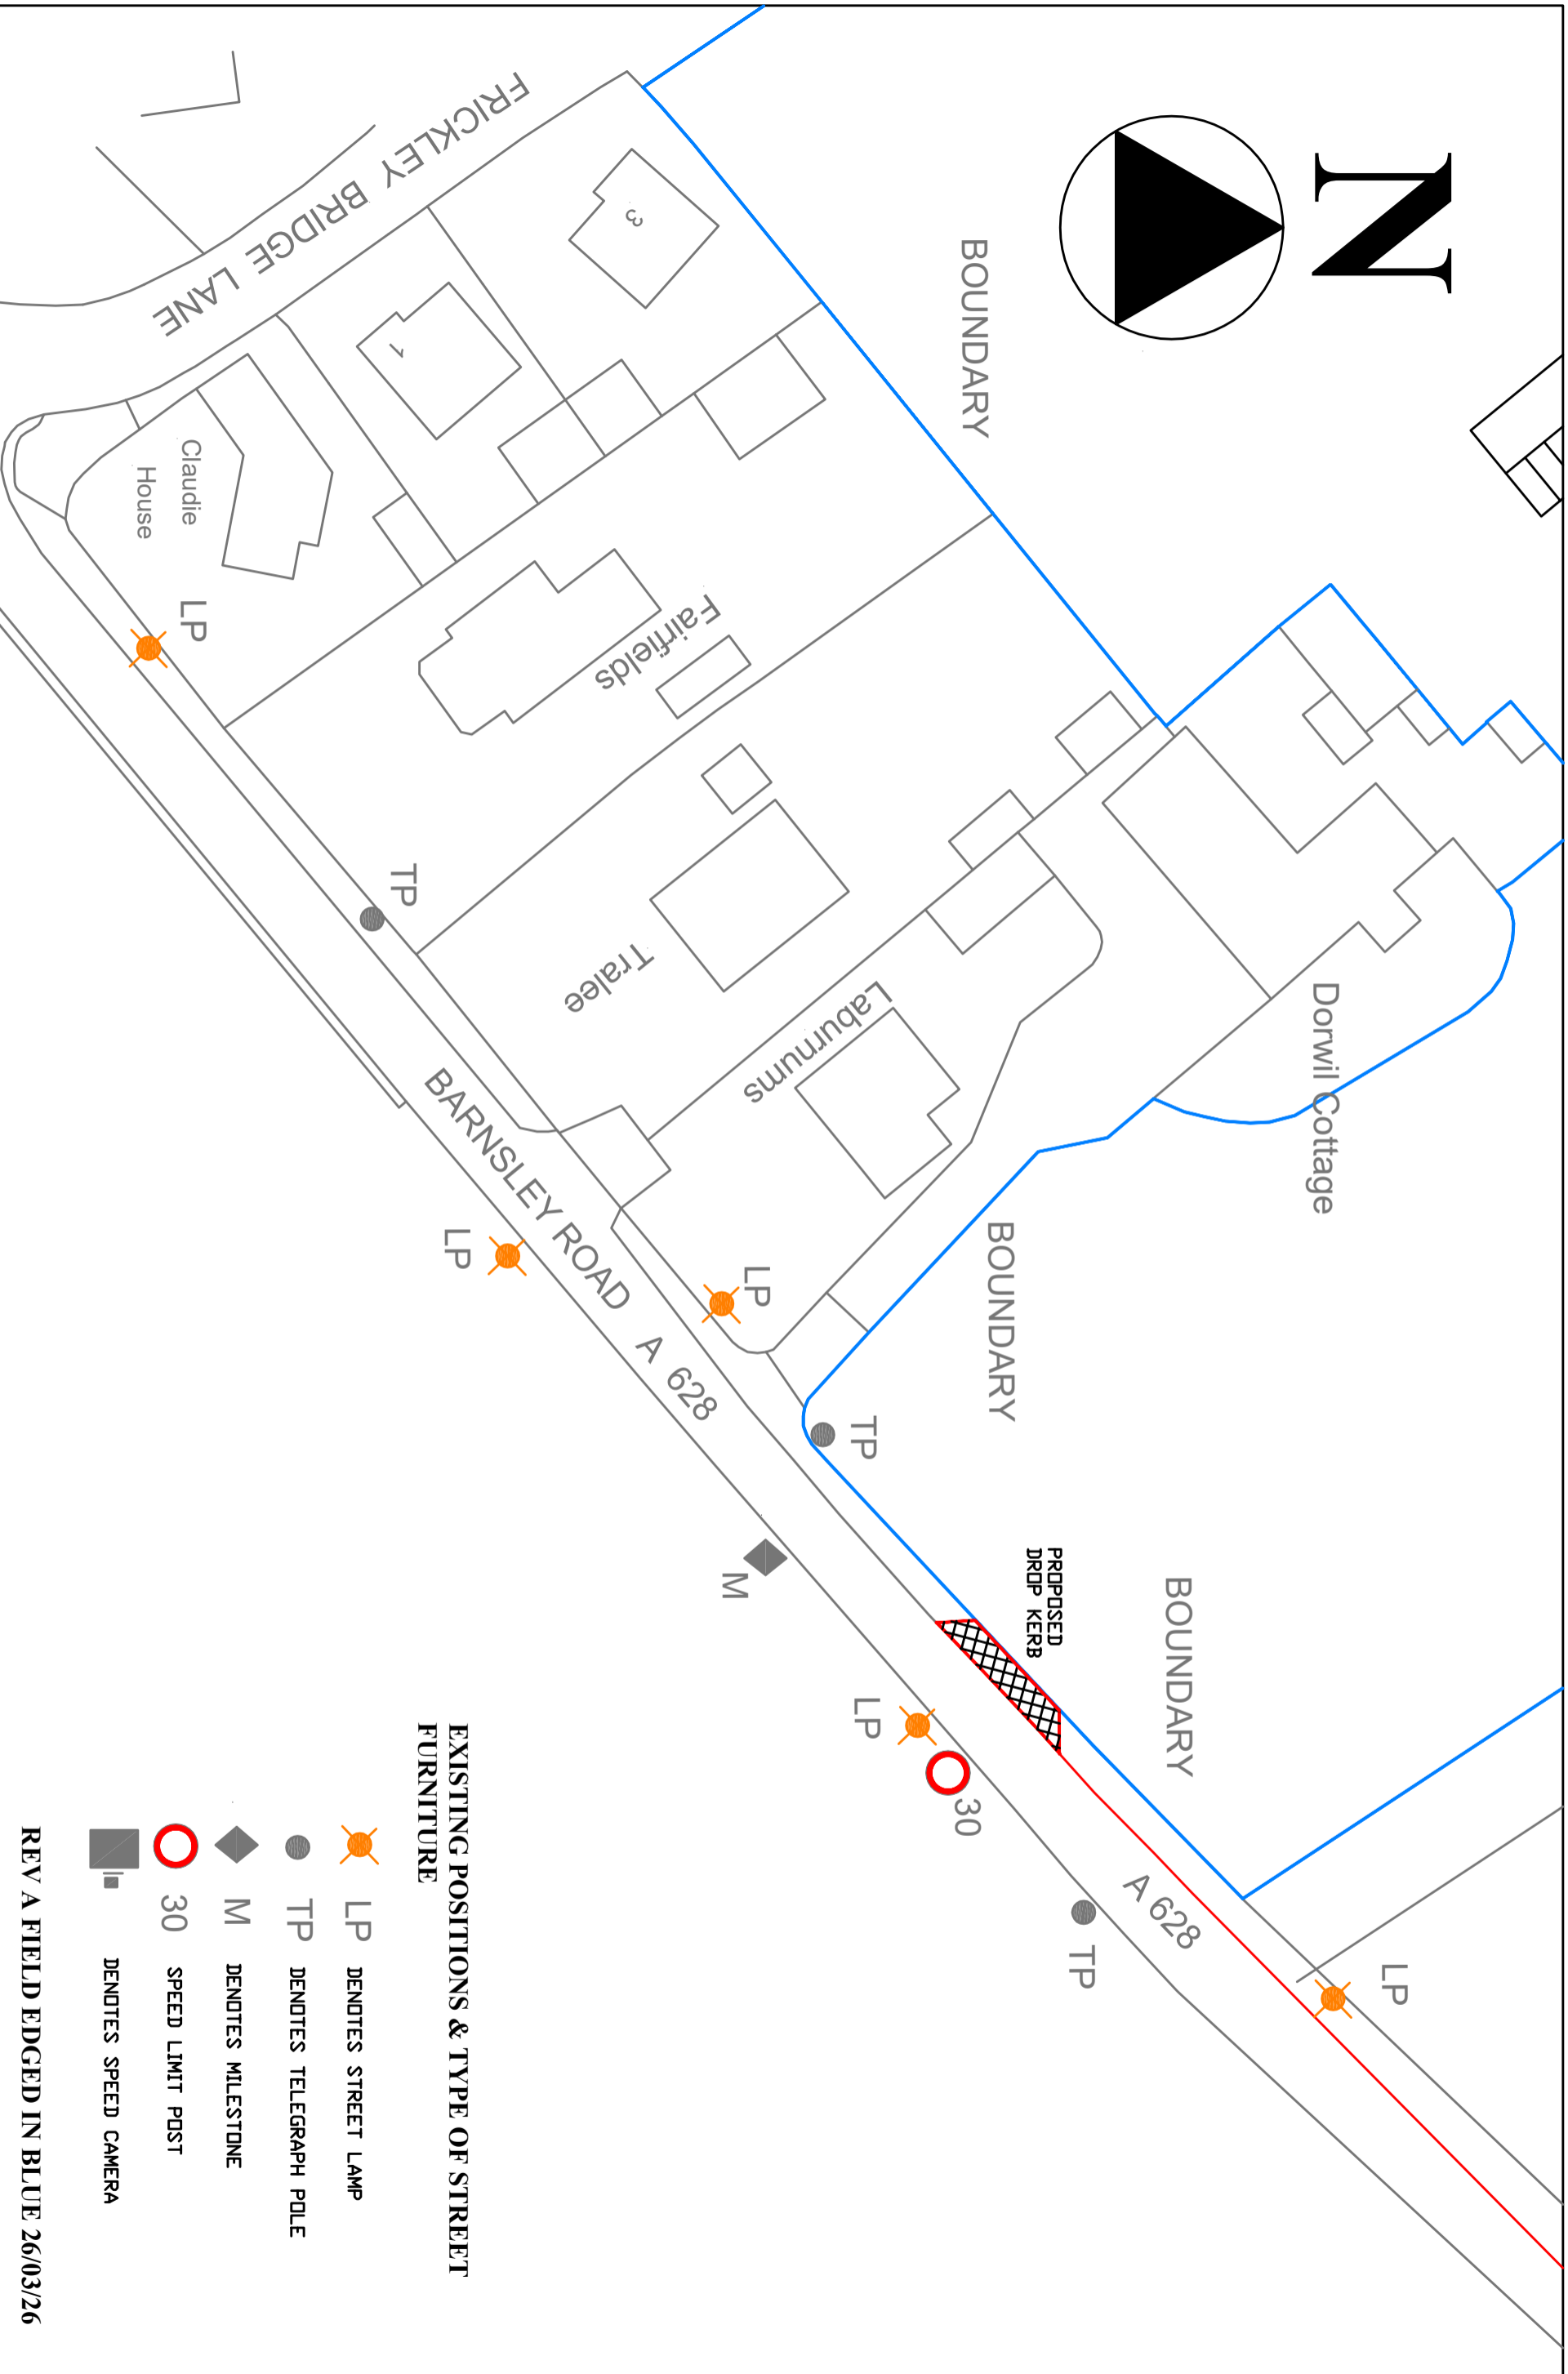 N
BOUNDARY
FRICKLEY BRIDGE LANE
3
1
Claudie
House
LP
Fairfields
TP
Tralee
Laburnums
Dorwil Cottage
BOUNDARY
BARNSLEY ROAD A 628
LP
LP
TP
M
PROPOSED
DROP KERB
BOUNDARY
LP
30
A 628
TP
LP
EXISTING POSITIONS & TYPE OF STREET
FURNITURE
LP DENOTES STREET LAMP
TP DENOTES TELEGRAPH POLE
M DENOTES MILESTONE
30 SPEED LIMIT POST
DENOTES SPEED CAMERA
REV A FIELD EDGED IN BLUE 26/03/26